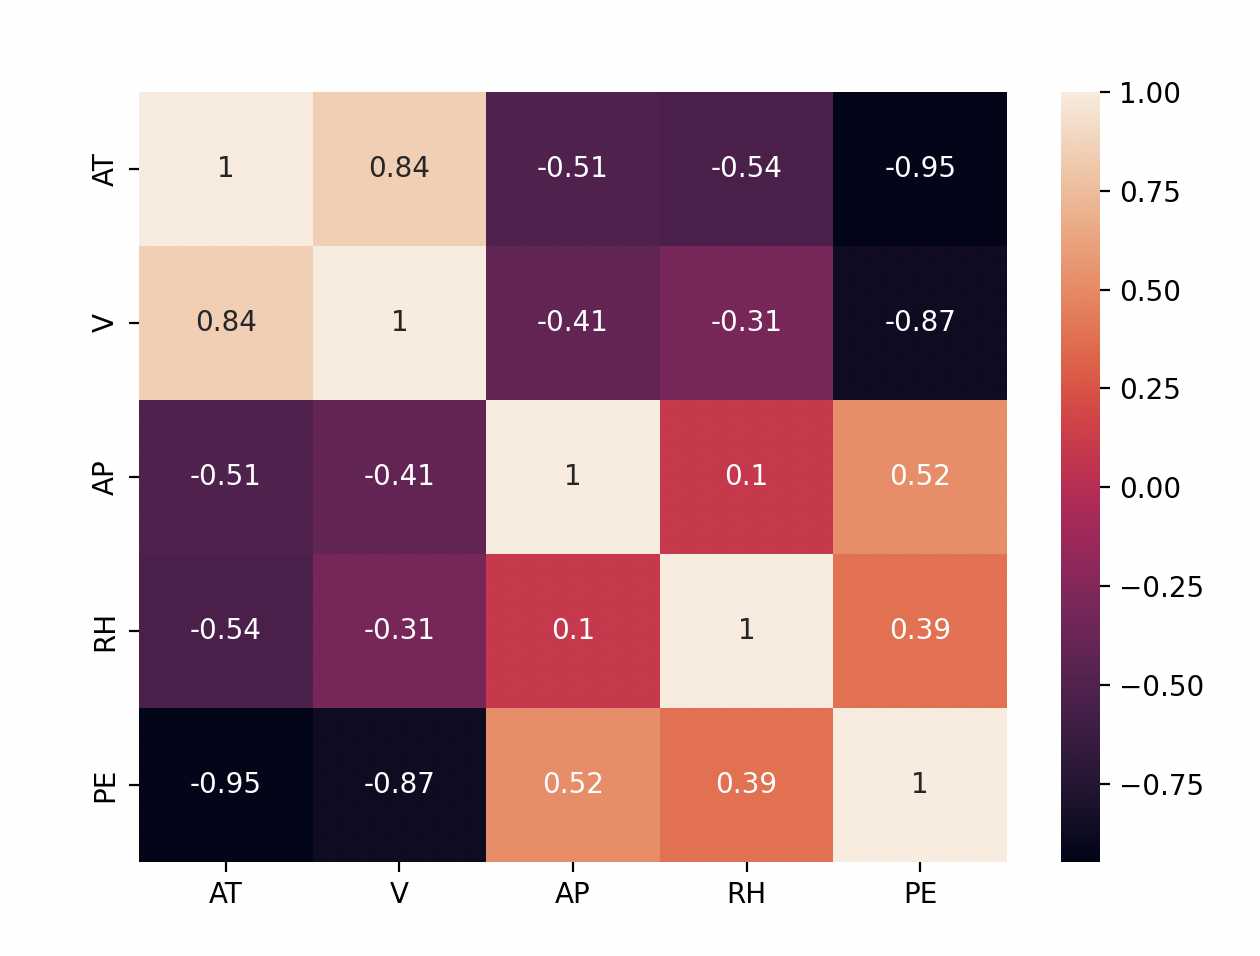 1.00
AT 1 0.84 -0.51 -0.54 -0.95
0.75
0.50
V 0.84 1 -0.41 -0.31 -0.87
0.25
AP -0.51 -0.41 1 0.1 0.52
0.00
−0.25
RH -0.54 -0.31 0.1 1 0.39
−0.50
PE -0.95 -0.87 0.52 0.39 1
−0.75
AT V AP RH PE